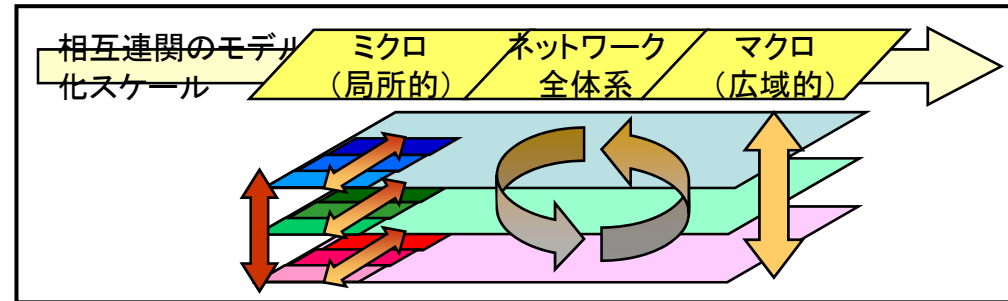 相互連関のモデル
化スケール
ミクロ
（局所的）
ネットワーク
全体系
マクロ
（広域的）